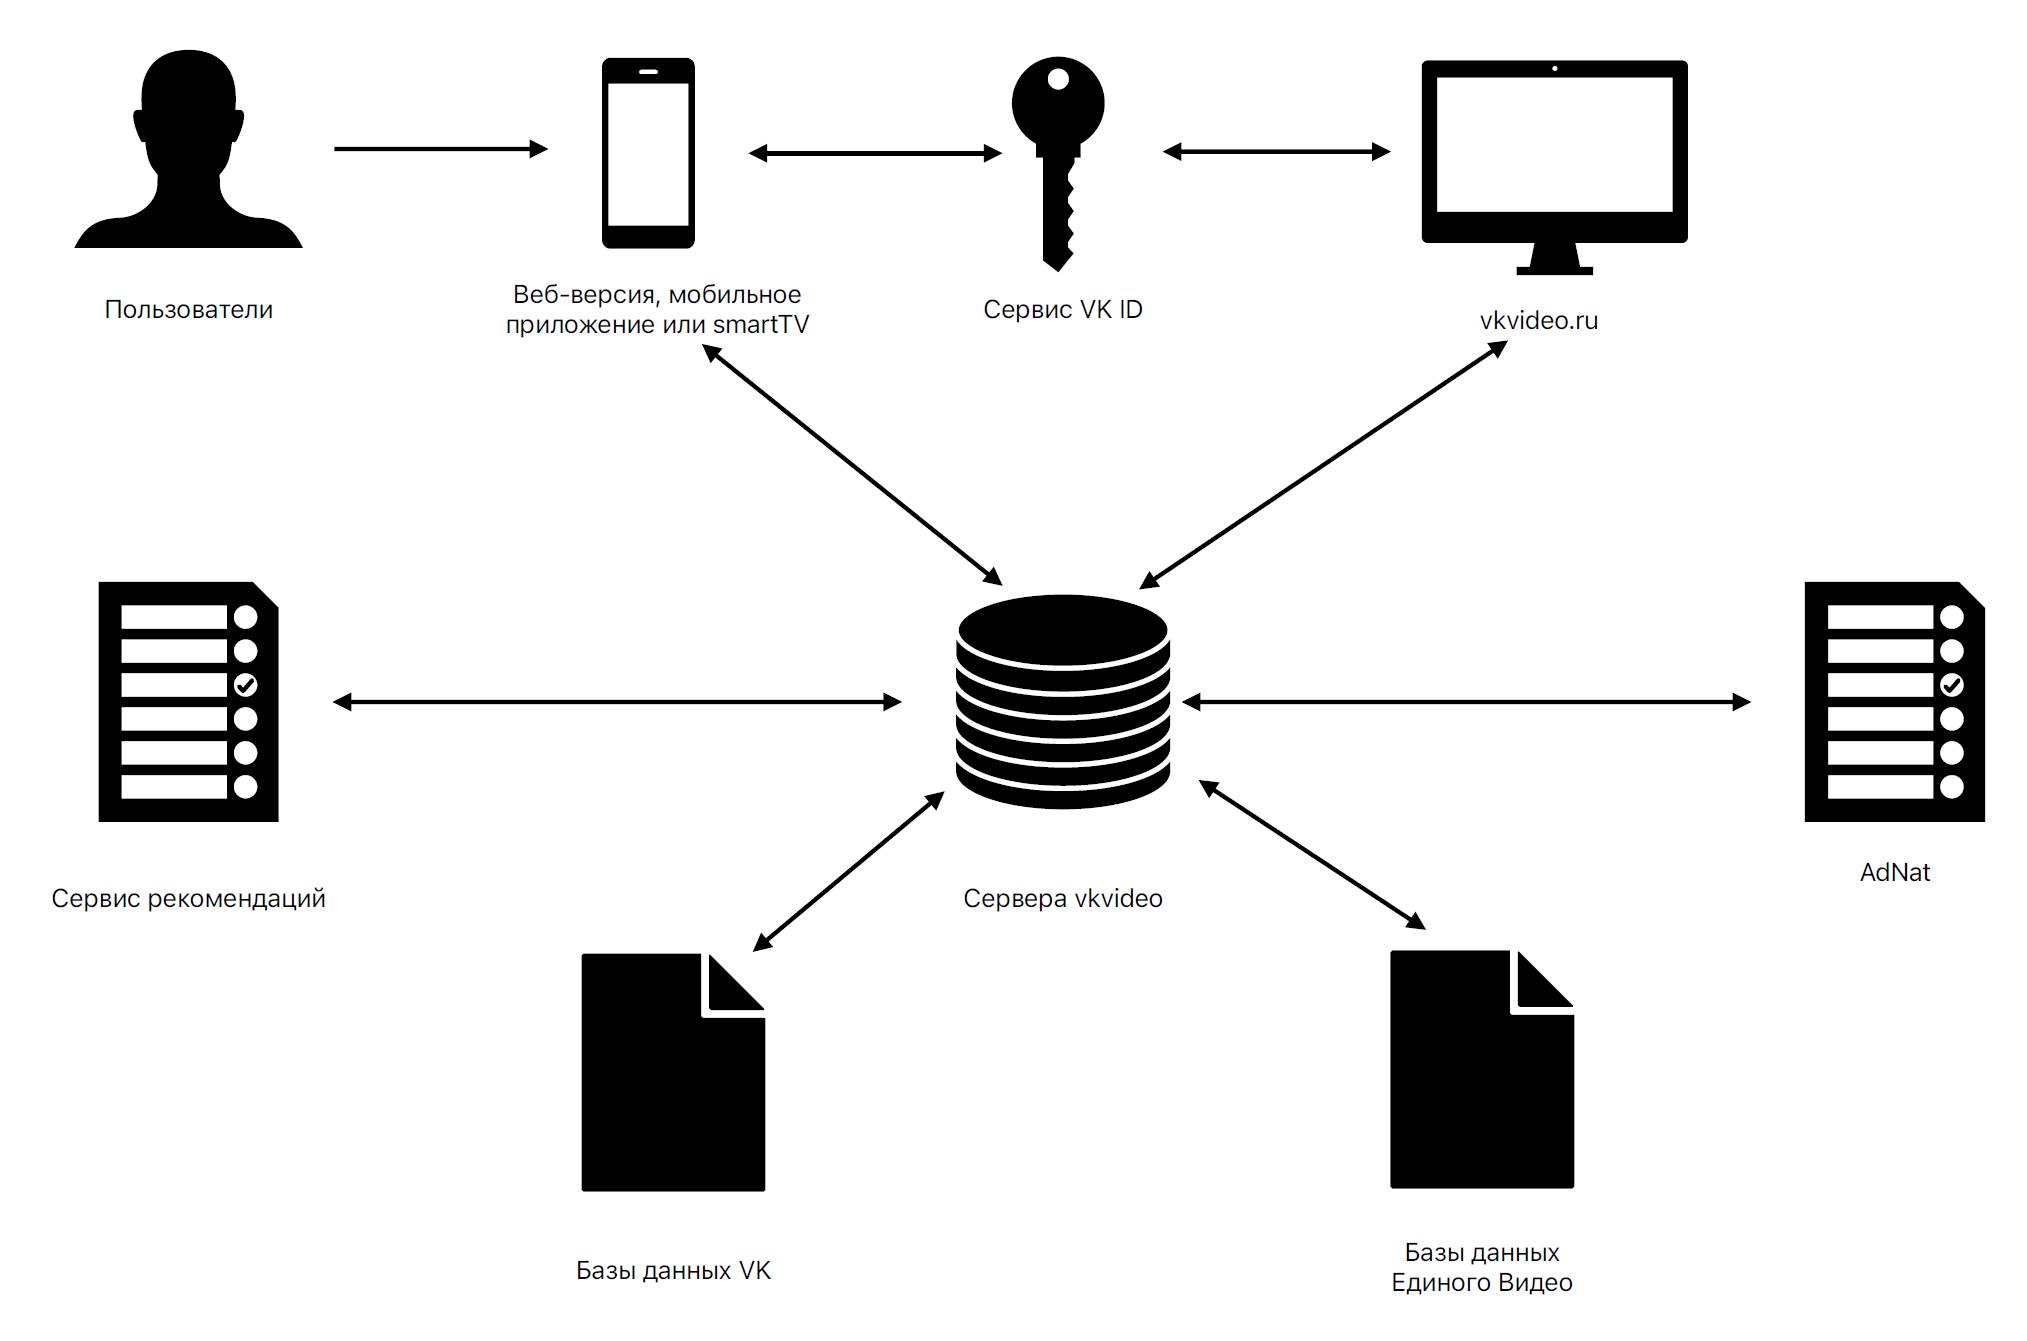 Пользователи
Веб-версия, мобильное
приложение или smartTV
Сервис VK ID
vkvideo.ru
Сервис рекомендаций
Сервера vkvideo
AdNat
Базы данных VK
Базы данных
Единого Видео